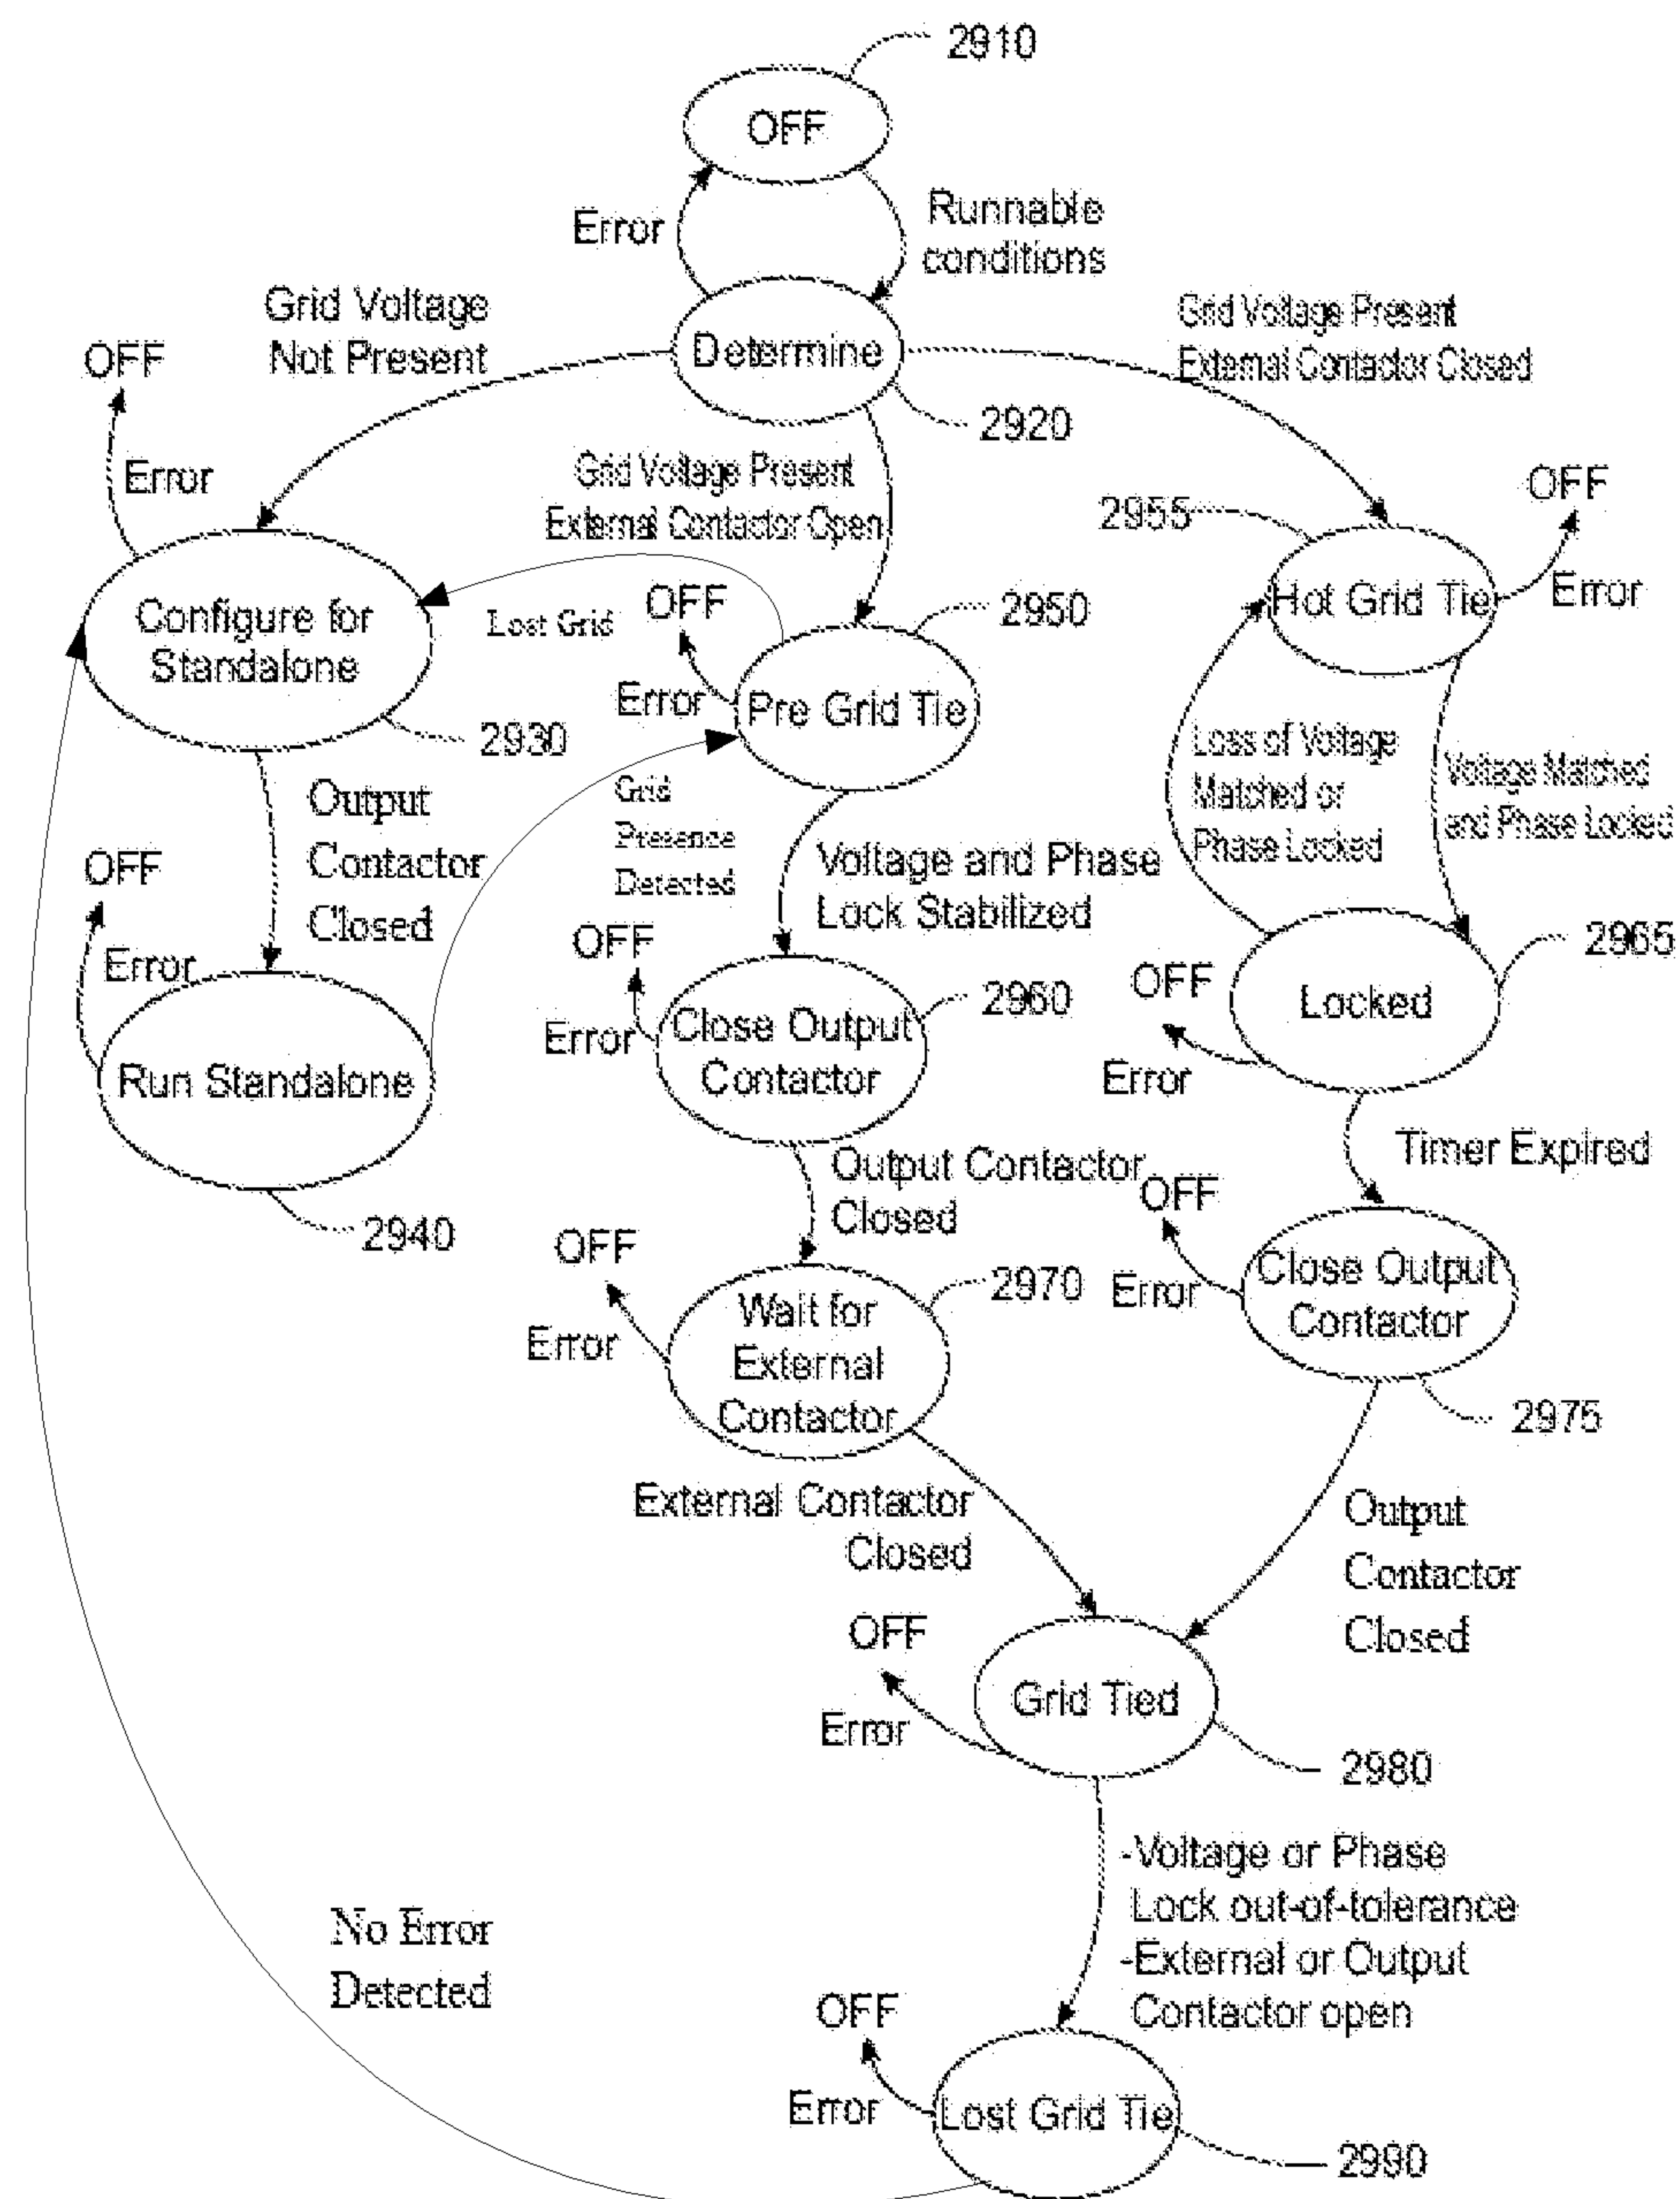 2910
OFF
Error
Runnable
conditions
Grid Voltage
Not Present
Determine
Grid Voltage Present
External Contactor Closed
OFF
2920
Error
Grid Voltage Present
External Contactor Open
2955
OFF
Hot Grid Tie
Error
Configure for
Standalone
Lost Grid
OFF
2950
Error
Pre Grid Tie
2930
Loss of Voltage
Matched or
Phase Locked
Voltage Matched
and Phase Locked
Output
Contactor
Closed
Grid
Presence
Detected
OFF
Voltage and Phase
Lock Stabilized
Error
OFF
2965
OFF
Locked
2960
Error
Close Output
Contactor
Run Standalone
Error
Timer Expired
Output Contactor
Closed
OFF
2940
OFF
2970
Error
Close Output
Contactor
Wait for
External
Contactor
Error
2975
External Contactor
Closed
Output
Contactor
Closed
OFF
Grid Tied
Error
2980
-Voltage or Phase
Lock out-of-tolerance
-External or Output
Contactor open
No Error
Detected
OFF
Error
Lost Grid Tie
2990